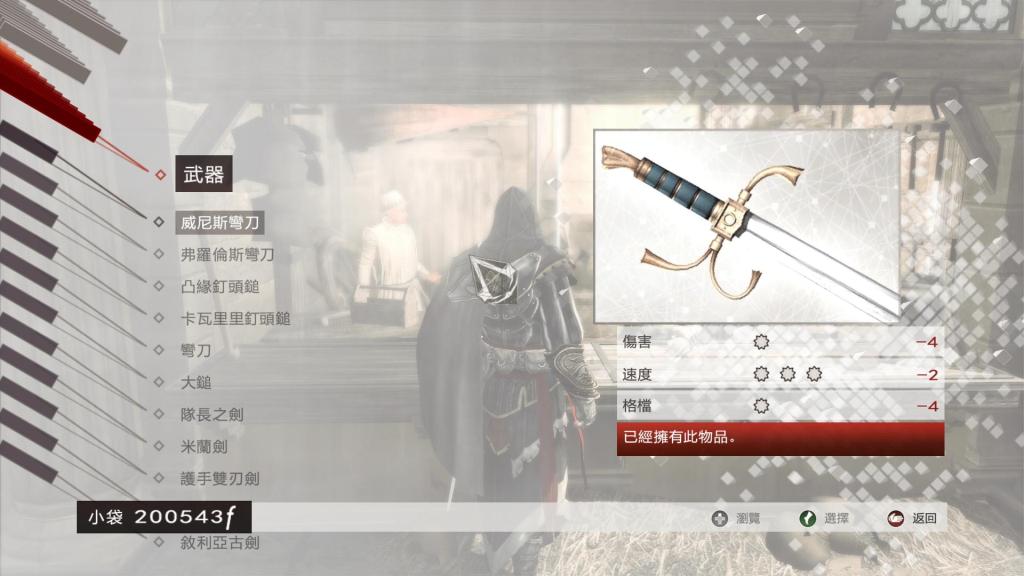 武器
威尼斯彎刀
弗羅倫斯彎刀
凸緣釘頭鎚
卡瓦里里釘頭鎚
彎刀
大鎚
隊長之劍
米蘭劍
護手雙刃劍
敘利亞古劍
傷害 -4
速度 -2
格檔 -4
已經擁有此物品。
小袋 200543f
瀏覽 選擇 返回